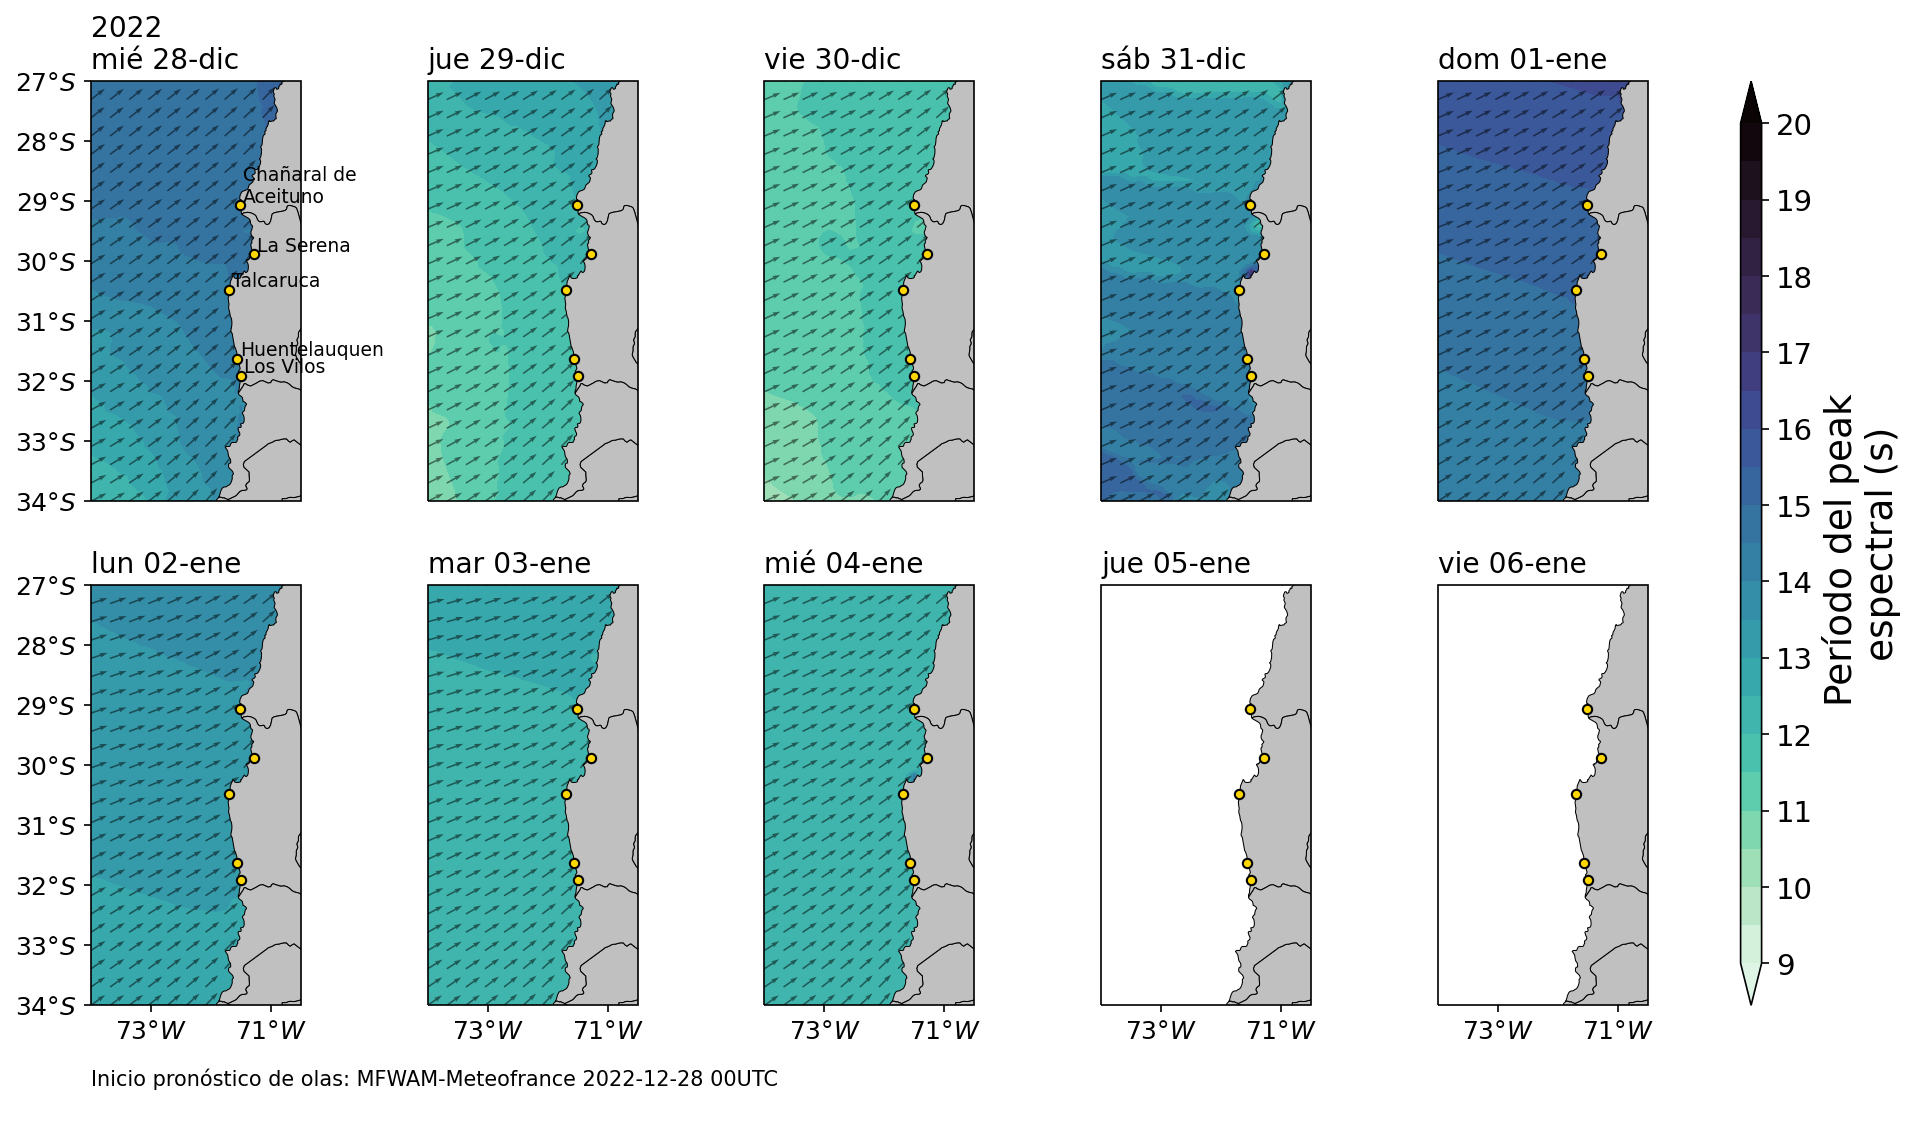 2022
mié 28-dic
jue 29-dic
vie 30-dic
sáb 31-dic
dom 01-ene
27°S
28°S
29°S
30°S
31°S
32°S
33°S
34°S
Chañaral de
Aceituno
La Serena
Talcaruca
Huentelauquen
Los Vilos
lun 02-ene
mar 03-ene
mié 04-ene
jue 05-ene
vie 06-ene
27°S
28°S
29°S
30°S
31°S
32°S
33°S
34°S
73°W 71°W
73°W 71°W
73°W 71°W
73°W 71°W
73°W 71°W
20
19
18
17
16
15
14
13
12
11
10
9
Período del peak
espectral (s)
Inicio pronóstico de olas: MFWAM-Meteofrance 2022-12-28 00UTC